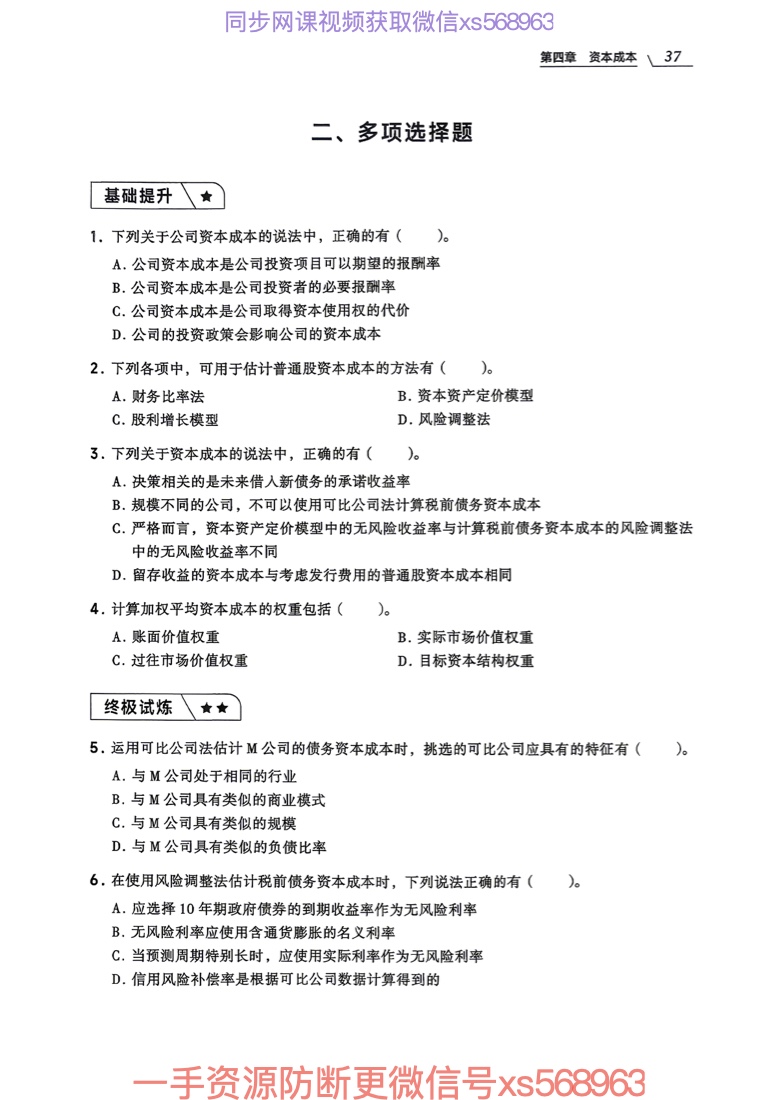 同步网课视频获取微信xs568963
第四章 资本成本 37
二、多项选择题
基础提升 ★
1. 下列关于公司资本成本的说法中，正确的有（　　）。
A. 公司资本成本是公司投资项目可以期望的报酬率
B. 公司资本成本是公司投资者的必要报酬率
C. 公司资本成本是公司取得资本使用权的代价
D. 公司的投资政策会影响公司的资本成本
2. 下列各项中，可用于估计普通股资本成本的方法有（　　）。
A. 财务比率法 B. 资本资产定价模型
C. 股利增长模型 D. 风险调整法
3. 下列关于资本成本的说法中，正确的有（　　）。
A. 决策相关的是未来借入新债务的承诺收益率
B. 规模不同的公司，不可以使用可比公司法计算税前债务资本成本
C. 严格而言，资本资产定价模型中的无风险收益率与计算税前债务资本成本的风险调整法
中的无风险收益率不同
D. 留存收益的资本成本与考虑发行费用的普通股资本成本相同
4. 计算加权平均资本成本的权重包括（　　）。
A. 账面价值权重 B. 实际市场价值权重
C. 过往市场价值权重 D. 目标资本结构权重
终极试炼 ★★
5. 运用可比公司法估计 M 公司的债务资本成本时，挑选的可比公司应具有的特征有（　　）。
A. 与 M 公司处于相同的行业
B. 与 M 公司具有类似的商业模式
C. 与 M 公司具有类似的规模
D. 与 M 公司具有类似的负债比率
6. 在使用风险调整法估计税前债务资本成本时，下列说法正确的有（　　）。
A. 应选择 10 年期政府债券的到期收益率作为无风险利率
B. 无风险利率应使用含通货膨胀的名义利率
C. 当预测周期特别长时，应使用实际利率作为无风险利率
D. 信用风险补偿率是根据可比公司数据计算得到的
一手资源防断更微信号xs568963